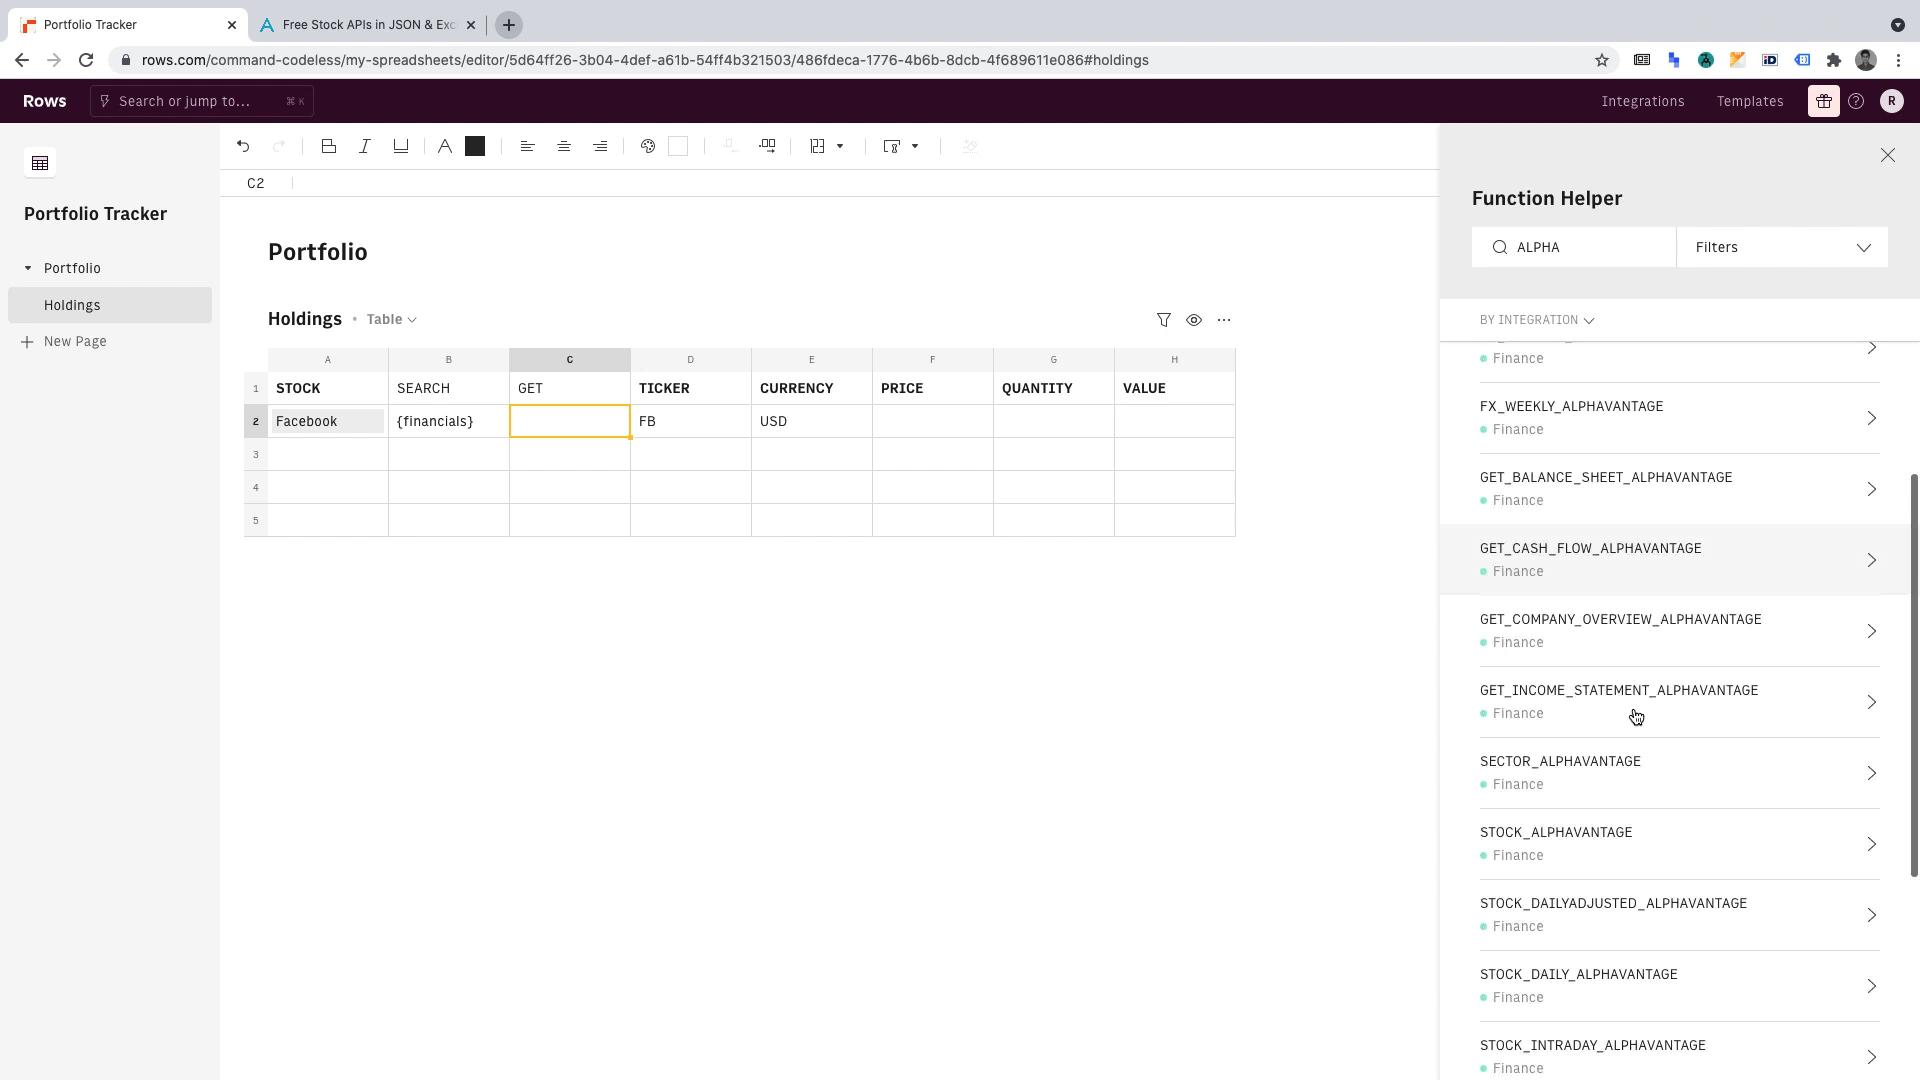 Portfolio Tracker
Free Stock APIs in JSON & Exc
rows.com/command-codeless/my-spreadsheets/editor/5d64ff26-3b04-4def-a61b-54ff4b321503/486fdeca-1776-4b6b-8dcb-4f689611e086#holdings
Rows
Search or jump to...
⌘ K
Integrations
Templates
R
Portfolio Tracker
Portfolio
Holdings
New Page
C2
Portfolio
Holdings • Table
A B C D E F G H
1 STOCK SEARCH GET TICKER CURRENCY PRICE QUANTITY VALUE
2 Facebook {financials} FB USD
3
4
5
Function Helper
ALPHA
Filters
BY INTEGRATION
Finance
FX_WEEKLY_ALPHAVANTAGE
Finance
GET_BALANCE_SHEET_ALPHAVANTAGE
Finance
GET_CASH_FLOW_ALPHAVANTAGE
Finance
GET_COMPANY_OVERVIEW_ALPHAVANTAGE
Finance
GET_INCOME_STATEMENT_ALPHAVANTAGE
Finance
SECTOR_ALPHAVANTAGE
Finance
STOCK_ALPHAVANTAGE
Finance
STOCK_DAILYADJUSTED_ALPHAVANTAGE
Finance
STOCK_DAILY_ALPHAVANTAGE
Finance
STOCK_INTRADAY_ALPHAVANTAGE
Finance